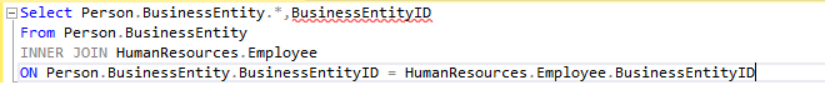 Select Person.BusinessEntity.*,BusinessEntityID
From Person.BusinessEntity
INNER JOIN HumanResources.Employee
ON Person.BusinessEntity.BusinessEntityID = HumanResources.Employee.BusinessEntityID